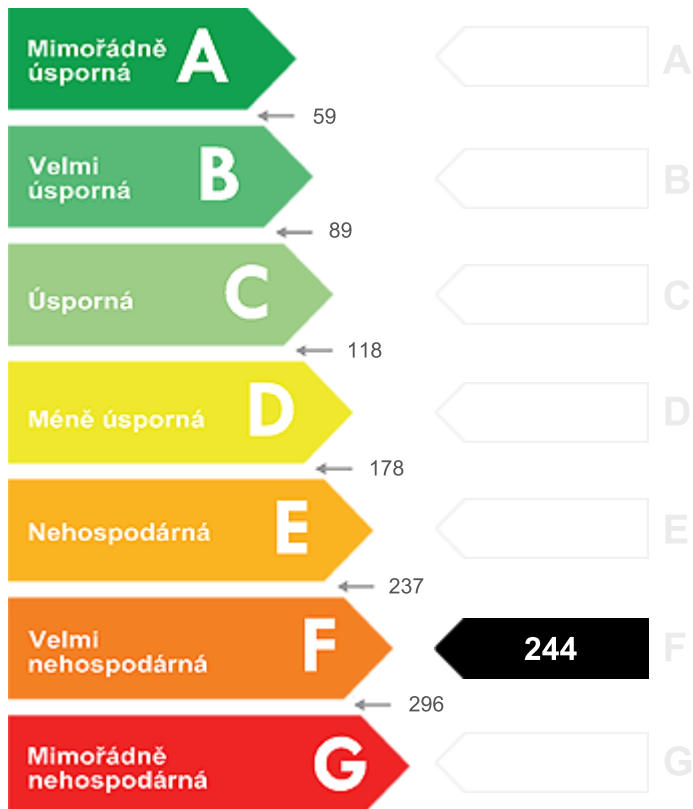 Mimořádně
úsporná
A
A
59
Velmi
úsporná
B
B
89
Úsporná
C
C
118
Méně úsporná
D
D
178
Nehospodárná
E
E
237
Velmi
nehospodárná
F
244
F
296
Mimořádně
nehospodárná
G
G